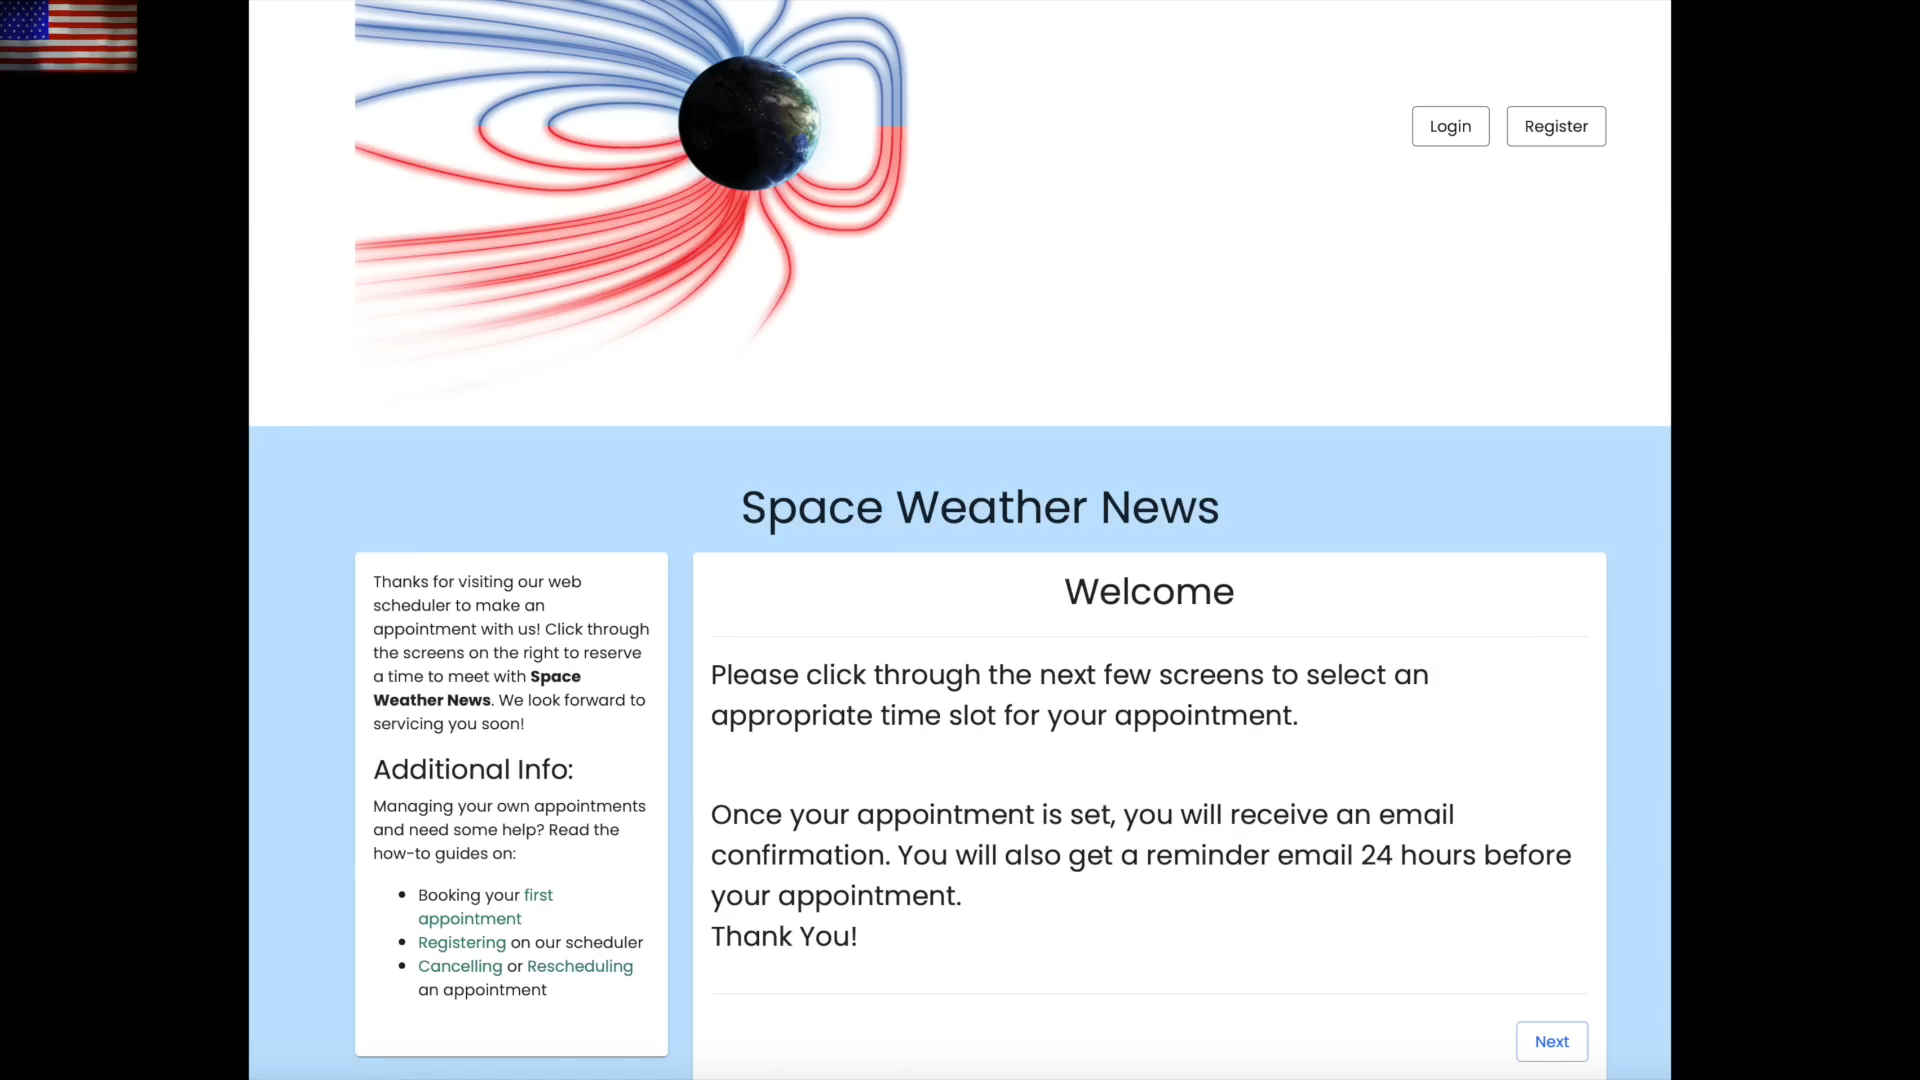 Login
Register
Space Weather News
Thanks for visiting our web
scheduler to make an
appointment with us! Click through
the screens on the right to reserve
a time to meet with Space
Weather News. We look forward to
servicing you soon!
Additional Info:
Managing your own appointments
and need some help? Read the
how-to guides on:
Booking your first
appointment
Registering on our scheduler
Cancelling or Rescheduling
an appointment
Welcome
Please click through the next few screens to select an
appropriate time slot for your appointment.
Once your appointment is set, you will receive an email
confirmation. You will also get a reminder email 24 hours before
your appointment.
Thank You!
Next